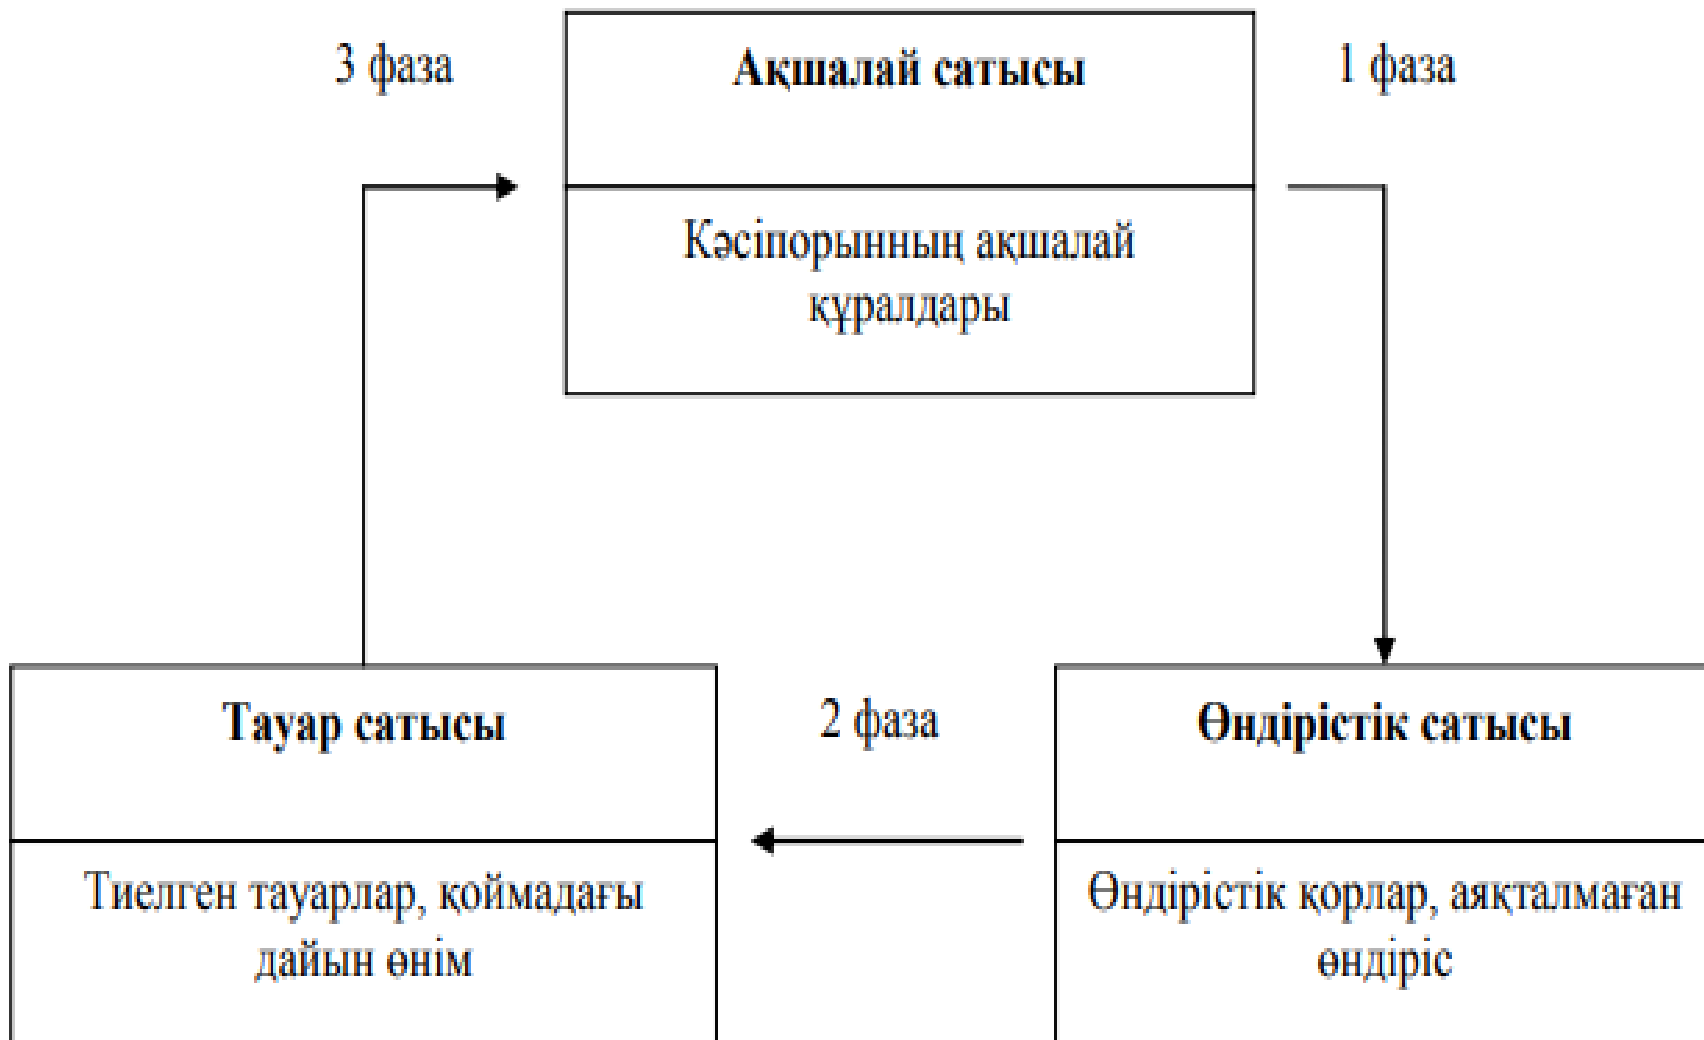 3 фаза
Ақшалай сатысы
1 фаза
Кәсіпорынның ақшалай
құралдары
Тауар сатысы
2 фаза
Өндірістік сатысы
Тиелген тауарлар, қоймадағы
дайын өнім
Өндірістік қорлар, аяқталмаған
өндіріс